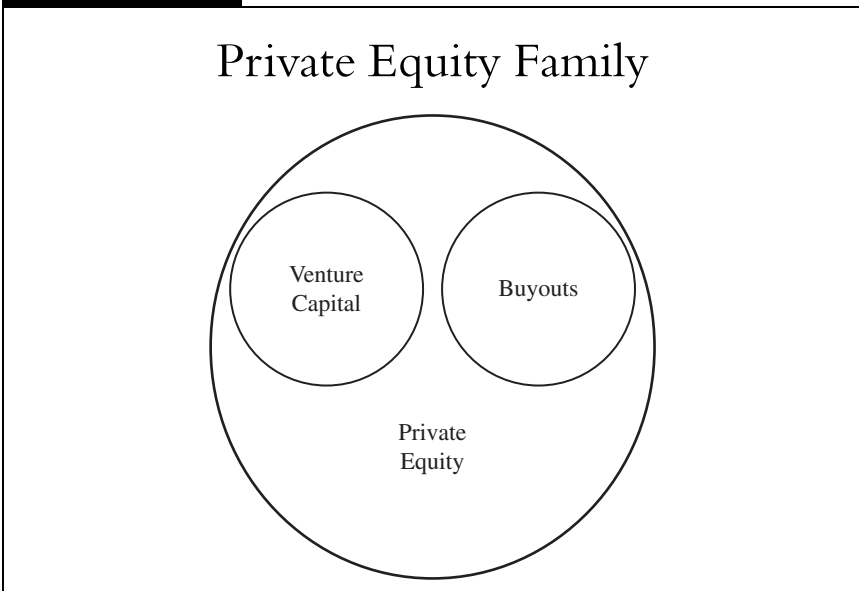 Private Equity Family
Venture
Capital
Buyouts
Private
Equity